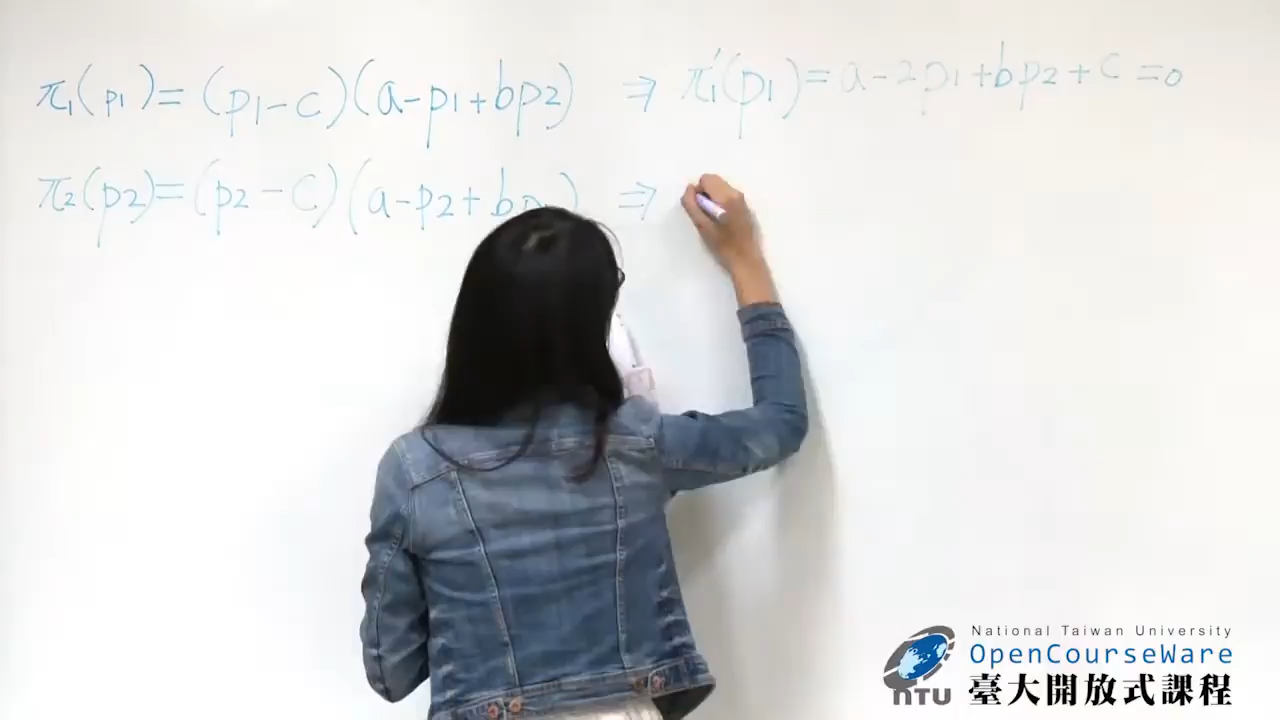 π₁(p₁)=(p₁-c)(a-p₁+bp₂) ⇒ π₁'(p₁)=a-2p₁+bp₂+c=0
π₂(p₂)=(p₂-c)(a-p₂+b ) ⇒
National Taiwan University
OpenCourseWare
NTU 臺大開放式課程